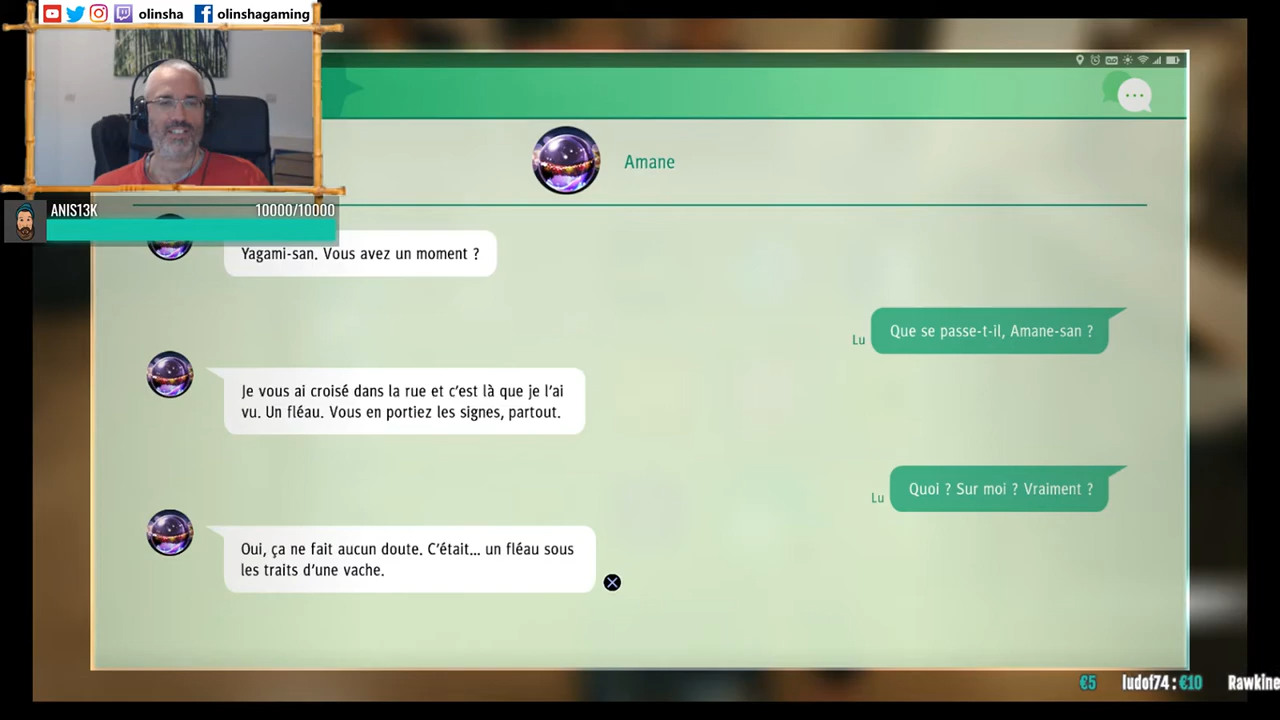 olinsha olinshagaming
Amane
ANIS13K 10000/10000
Yagami-san. Vous avez un moment ?
Que se passe-t-il, Amane-san ?
Lu
Je vous ai croisé dans la rue et c'est là que je l'ai
vu. Un fléau. Vous en portiez les signes, partout.
Quoi ? Sur moi ? Vraiment ?
Lu
Oui, ça ne fait aucun doute. C'était... un fléau sous
les traits d'une vache.
€5 ludof74 : €10 Rawkine